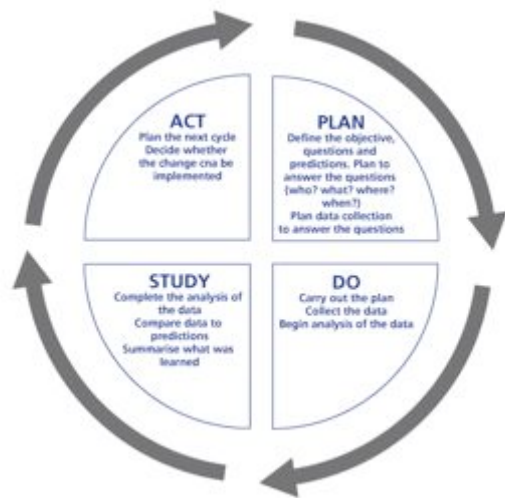 ACT
Plan the next cycle
Decide whether
the change cna be
implemented
PLAN
Define the objective,
questions and
predictions. Plan to
answer the questions
(who? what? where?
when?)
Plan data collection
to answer the questions
STUDY
Complete the analysis of
the data
Compare data to
predictions
Summarise what was
learned
DO
Carry out the plan
Collect the data
Begin analysis of the data